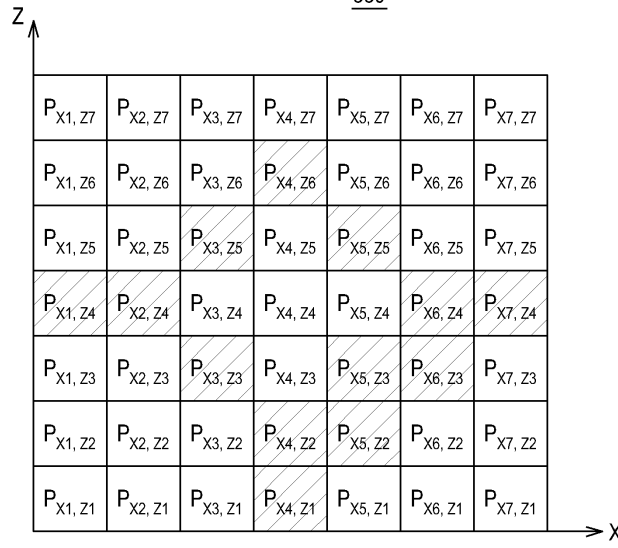 Z
P X1, Z7 P X2, Z7 P X3, Z7 P X4, Z7 P X5, Z7 P X6, Z7 P X7, Z7
P X1, Z6 P X2, Z6 P X3, Z6 P X4, Z6 P X5, Z6 P X6, Z6 P X7, Z6
P X1, Z5 P X2, Z5 P X3, Z5 P X4, Z5 P X5, Z5 P X6, Z5 P X7, Z5
P X1, Z4 P X2, Z4 P X3, Z4 P X4, Z4 P X5, Z4 P X6, Z4 P X7, Z4
P X1, Z3 P X2, Z3 P X3, Z3 P X4, Z3 P X5, Z3 P X6, Z3 P X7, Z3
P X1, Z2 P X2, Z2 P X3, Z2 P X4, Z2 P X5, Z2 P X6, Z2 P X7, Z2
P X1, Z1 P X2, Z1 P X3, Z1 P X4, Z1 P X5, Z1 P X6, Z1 P X7, Z1
X